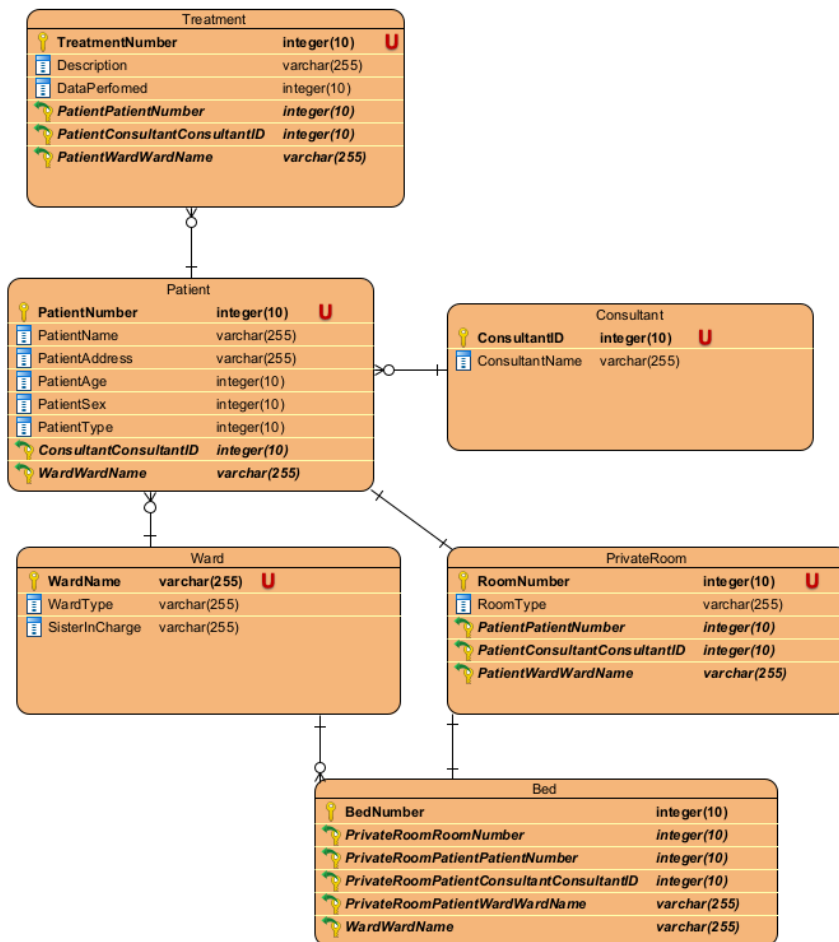 Treatment
TreatmentNumber integer(10) U
Description varchar(255)
DataPerfomed integer(10)
PatientPatientNumber integer(10)
PatientConsultantConsultantID integer(10)
PatientWardWardName varchar(255)
Patient
PatientNumber integer(10) U
PatientName varchar(255)
PatientAddress varchar(255)
PatientAge integer(10)
PatientSex integer(10)
PatientType integer(10)
ConsultantConsultantID integer(10)
WardWardName varchar(255)
Consultant
ConsultantID integer(10) U
ConsultantName varchar(255)
Ward
WardName varchar(255) U
WardType varchar(255)
SisterInCharge varchar(255)
PrivateRoom
RoomNumber integer(10) U
RoomType varchar(255)
PatientPatientNumber integer(10)
PatientConsultantConsultantID integer(10)
PatientWardWardName varchar(255)
Bed
BedNumber integer(10)
PrivateRoomRoomNumber integer(10)
PrivateRoomPatientPatientNumber integer(10)
PrivateRoomPatientConsultantConsultantID integer(10)
PrivateRoomPatientWardWardName varchar(255)
WardWardName varchar(255)